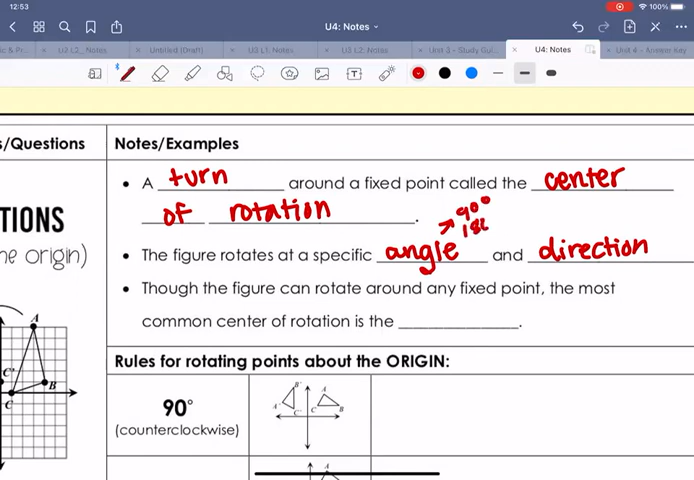 12:53
100%
U4: Notes
U2 L2_ Notes
Untitled (Draft)
U3 L1. Notes
U3 L2. Notes
Unit 3 - Study Gui...
U4: Notes
Unit 4 - Answer key
s/Questions
Notes/Examples
• A turn around a fixed point called the center
of rotation.
90°
TIONS
• The figure rotates at a specific angle and direction
he origin)
• Though the figure can rotate around any fixed point, the most
common center of rotation is the ____________.
A
C'
B
C
Rules for rotating points about the ORIGIN:
90°
(counterclockwise)
B'
A'
C'
A
C
B
A